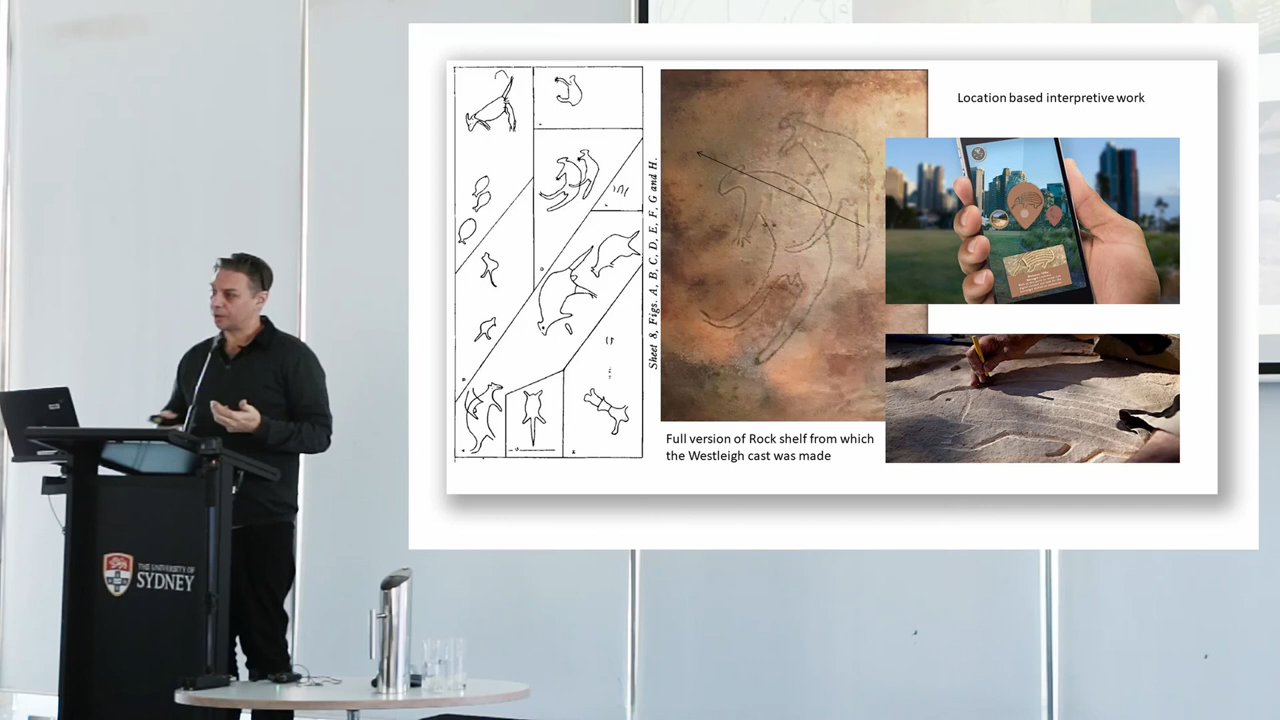 Sheet 8, Figs. A, B, C, D, E, F, G and H.
Location based interpretive work
Full version of Rock shelf from which
the Westleigh cast was made
THE UNIVERSITY OF
SYDNEY